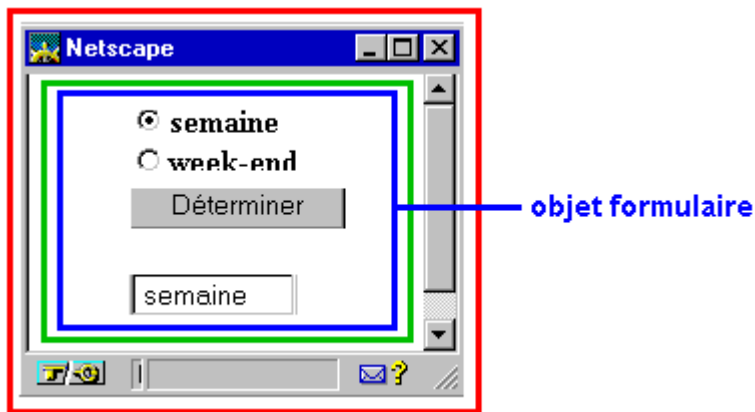 Netscape
semaine
week-end
Déterminer
objet formulaire
semaine
?